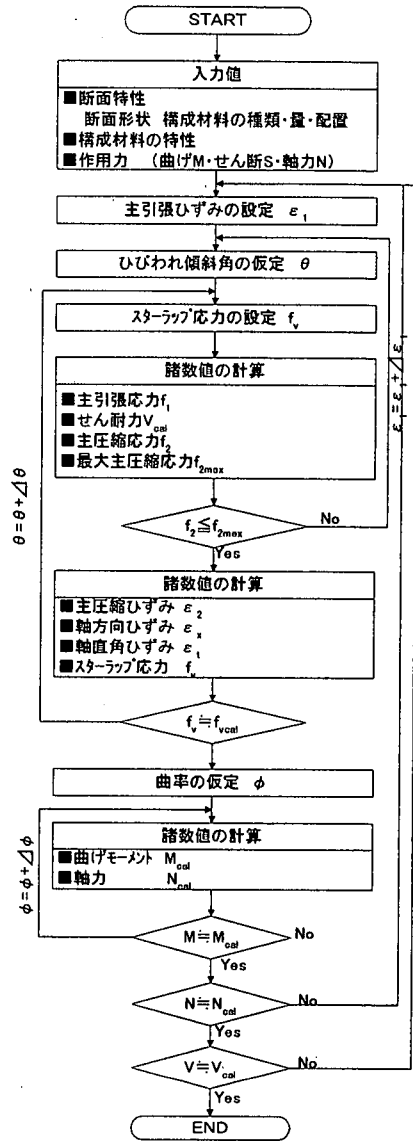 START
入力値
■断面特性
断面形状 構成材料の種類・量・配置
■構成材料の特性
■作用力 (曲げM・せん断S・軸力N)
主引張ひずみの設定 ε₁
ひびわれ傾斜角の仮定 θ
スターラップ応力の設定 fᵥ
諸数値の計算
■主引張応力f₁
■せん耐力Vcal
■主圧縮応力f₂
■最大主圧縮応力f₂max
f₂≦f₂max
No
Yes
諸数値の計算
■主圧縮ひずみ ε₂
■軸方向ひずみ εx
■軸直角ひずみ εt
■スターラップ応力 fᵥ
fᵥ≒fvcal
θ=θ+Δθ
ε₁=ε₁+Δε₁
曲率の仮定 φ
諸数値の計算
■曲げモーメント Mcal
■軸力 Ncal
φ=φ+Δφ
M≒Mcal
No
Yes
N≒Ncal
No
Yes
V≒Vcal
No
Yes
END